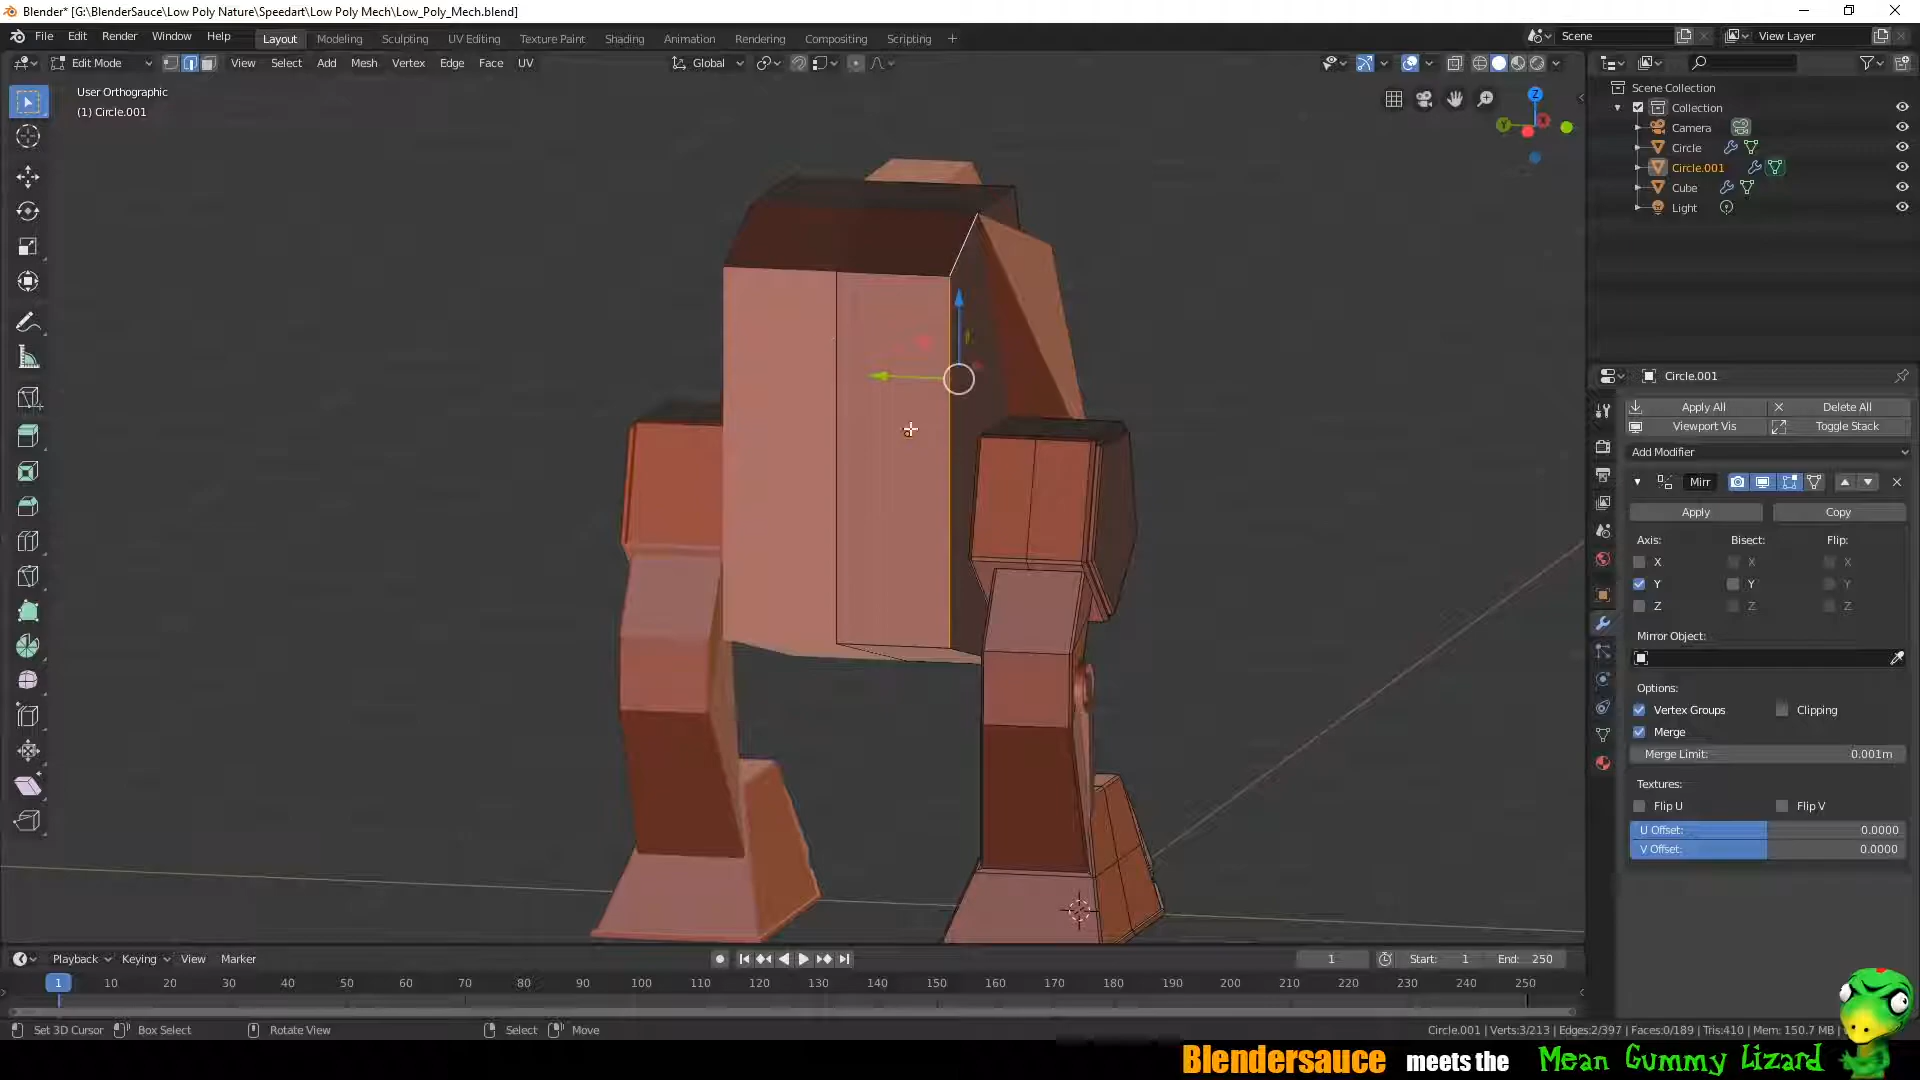 Blender* [G:\BlenderSauce\Low Poly Nature\Speedart\Low Poly Mech\Low_Poly_Mech.blend]
File Edit Render Window Help Layout Modeling Sculpting UV Editing Texture Paint Shading Animation Rendering Compositing Scripting + Scene View Layer
Edit Mode View Select Add Mesh Vertex Edge Face UV Global
User Orthographic
(1) Circle.001
Z
Y
X
Scene Collection
Collection
Camera
Circle
Circle.001
Cube
Light
Circle.001
Apply All Delete All
Viewport Vis Toggle Stack
Add Modifier
Mirr
Apply Copy
Axis: Bisect: Flip:
X X X
Y Y Y
Z Z Z
Mirror Object:
Options:
Vertex Groups Clipping
Merge
Merge Limit: 0.001m
Textures:
Flip U Flip V
U Offset: 0.0000
V Offset: 0.0000
Playback Keying View Marker 1 Start: 1 End: 250
1 10 20 30 40 50 60 70 80 90 100 110 120 130 140 150 160 170 180 190 200 210 220 230 240 250
Set 3D Cursor Box Select Rotate View Select Move Circle.001 | Verts:3/213 | Edges:2/397 | Faces:0/189 | Tris:410 | Mem: 150.7 MB |
Blendersauce meets the Mean Gummy Lizard